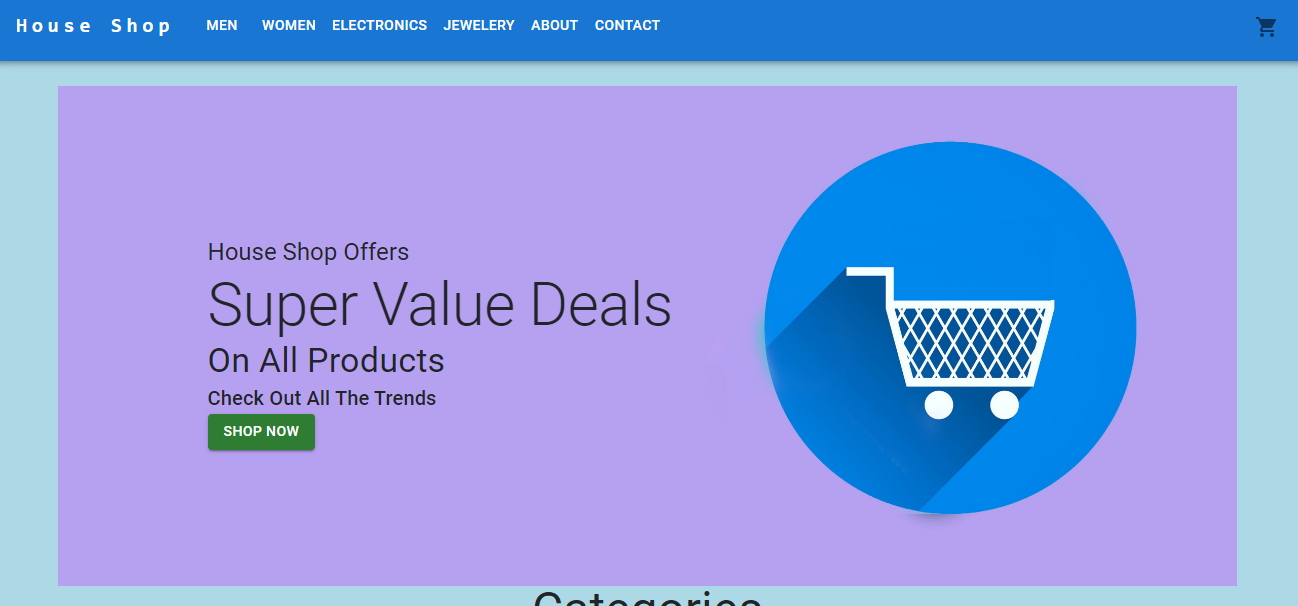 House Shop MEN WOMEN ELECTRONICS JEWELERY ABOUT CONTACT
House Shop Offers
Super Value Deals
On All Products
Check Out All The Trends
SHOP NOW
Categories